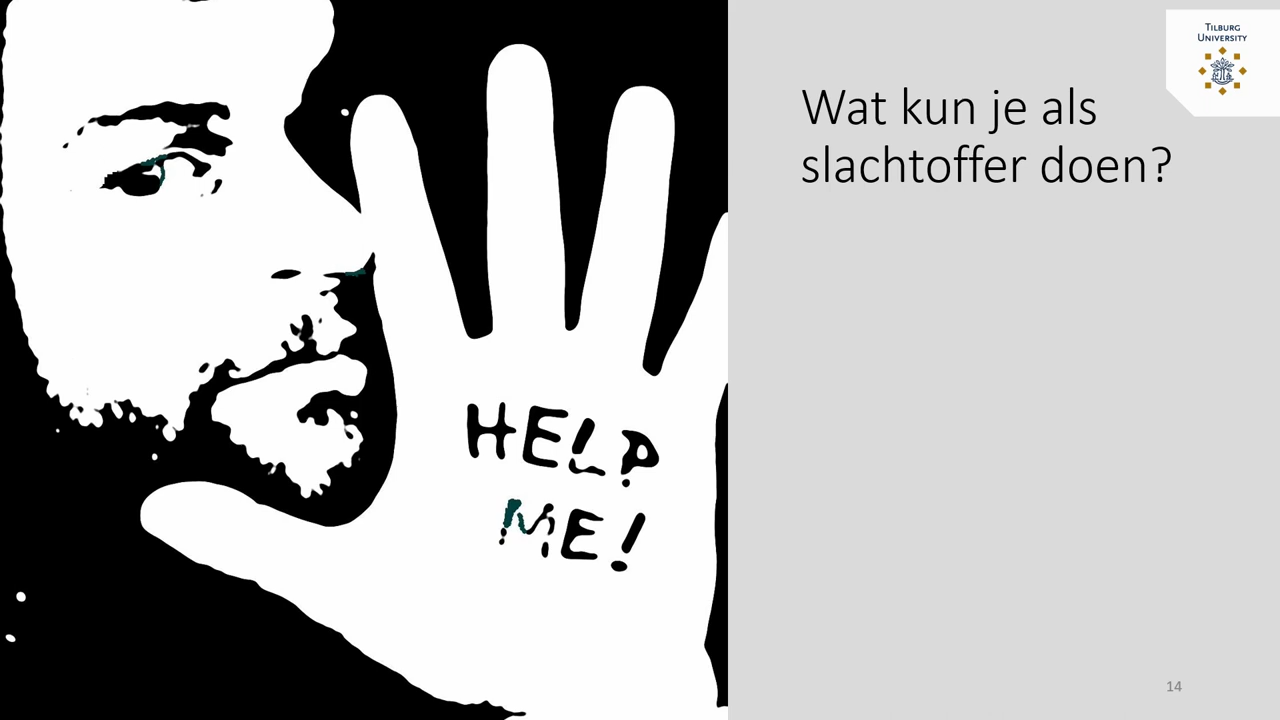 TILBURG
UNIVERSITY
Wat kun je als
slachtoffer doen?
HELP
ME!
14